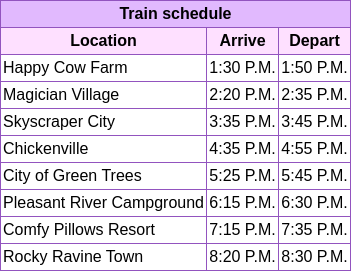 Train schedule
Location Arrive Depart
Happy Cow Farm 1:30 P.M. 1:50 P.M.
Magician Village 2:20 P.M. 2:35 P.M.
Skyscraper City 3:35 P.M. 3:45 P.M.
Chickenville 4:35 P.M. 4:55 P.M.
City of Green Trees 5:25 P.M. 5:45 P.M.
Pleasant River Campground 6:15 P.M. 6:30 P.M.
Comfy Pillows Resort 7:15 P.M. 7:35 P.M.
Rocky Ravine Town 8:20 P.M. 8:30 P.M.